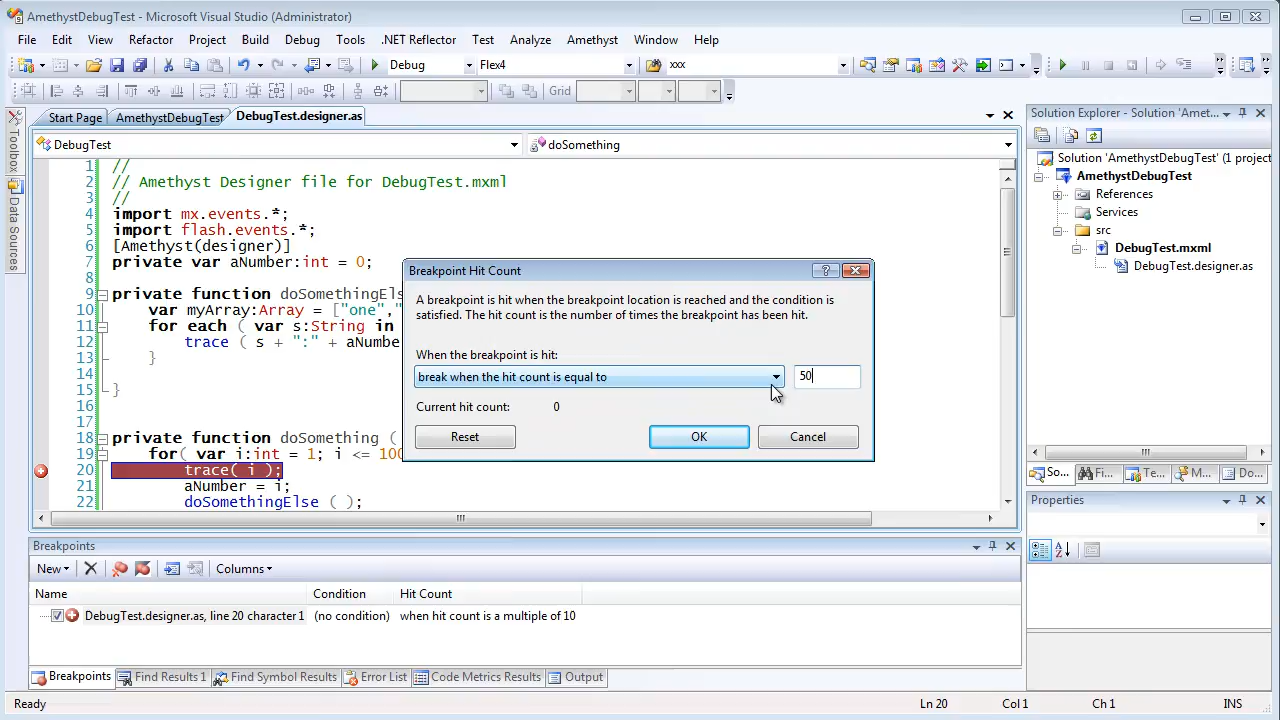 AmethystDebugTest - Microsoft Visual Studio (Administrator)
File Edit View Refactor Project Build Debug Tools .NET Reflector Test Analyze Amethyst Window Help
Debug Flex4 xxx
Grid
Start Page AmethystDebugTest DebugTest.designer.as
DebugTest doSomething
Toolbox
Data Sources
1 //
2 // Amethyst Designer file for DebugTest.mxml
3 //
4 import mx.events.*;
5 import flash.events.*;
6 [Amethyst(designer)]
7 private var aNumber:int = 0;
8
9 private function doSomethingEls
10 var myArray:Array = ["one","
11 for each ( var s:String in
12 trace ( s + ":" + aNumbe
13 }
14
15 }
16
17
18 private function doSomething (
19 for( var i:int = 1; i <= 100
20 trace( i );
21 aNumber = i;
22 doSomethingElse ( );
Breakpoint Hit Count
A breakpoint is hit when the breakpoint location is reached and the condition is
satisfied. The hit count is the number of times the breakpoint has been hit.
When the breakpoint is hit:
break when the hit count is equal to 50
Current hit count: 0
Reset OK Cancel
Solution Explorer - Solution 'Amet...
Solution 'AmethystDebugTest' (1 project
AmethystDebugTest
References
Services
src
DebugTest.mxml
DebugTest.designer.as
So... Fi... Te... M... Do...
Properties
Breakpoints
New Columns
Name Condition Hit Count
DebugTest.designer.as, line 20 character 1 (no condition) when hit count is a multiple of 10
Breakpoints Find Results 1 Find Symbol Results Error List Code Metrics Results Output
Ready Ln 20 Col 1 Ch 1 INS